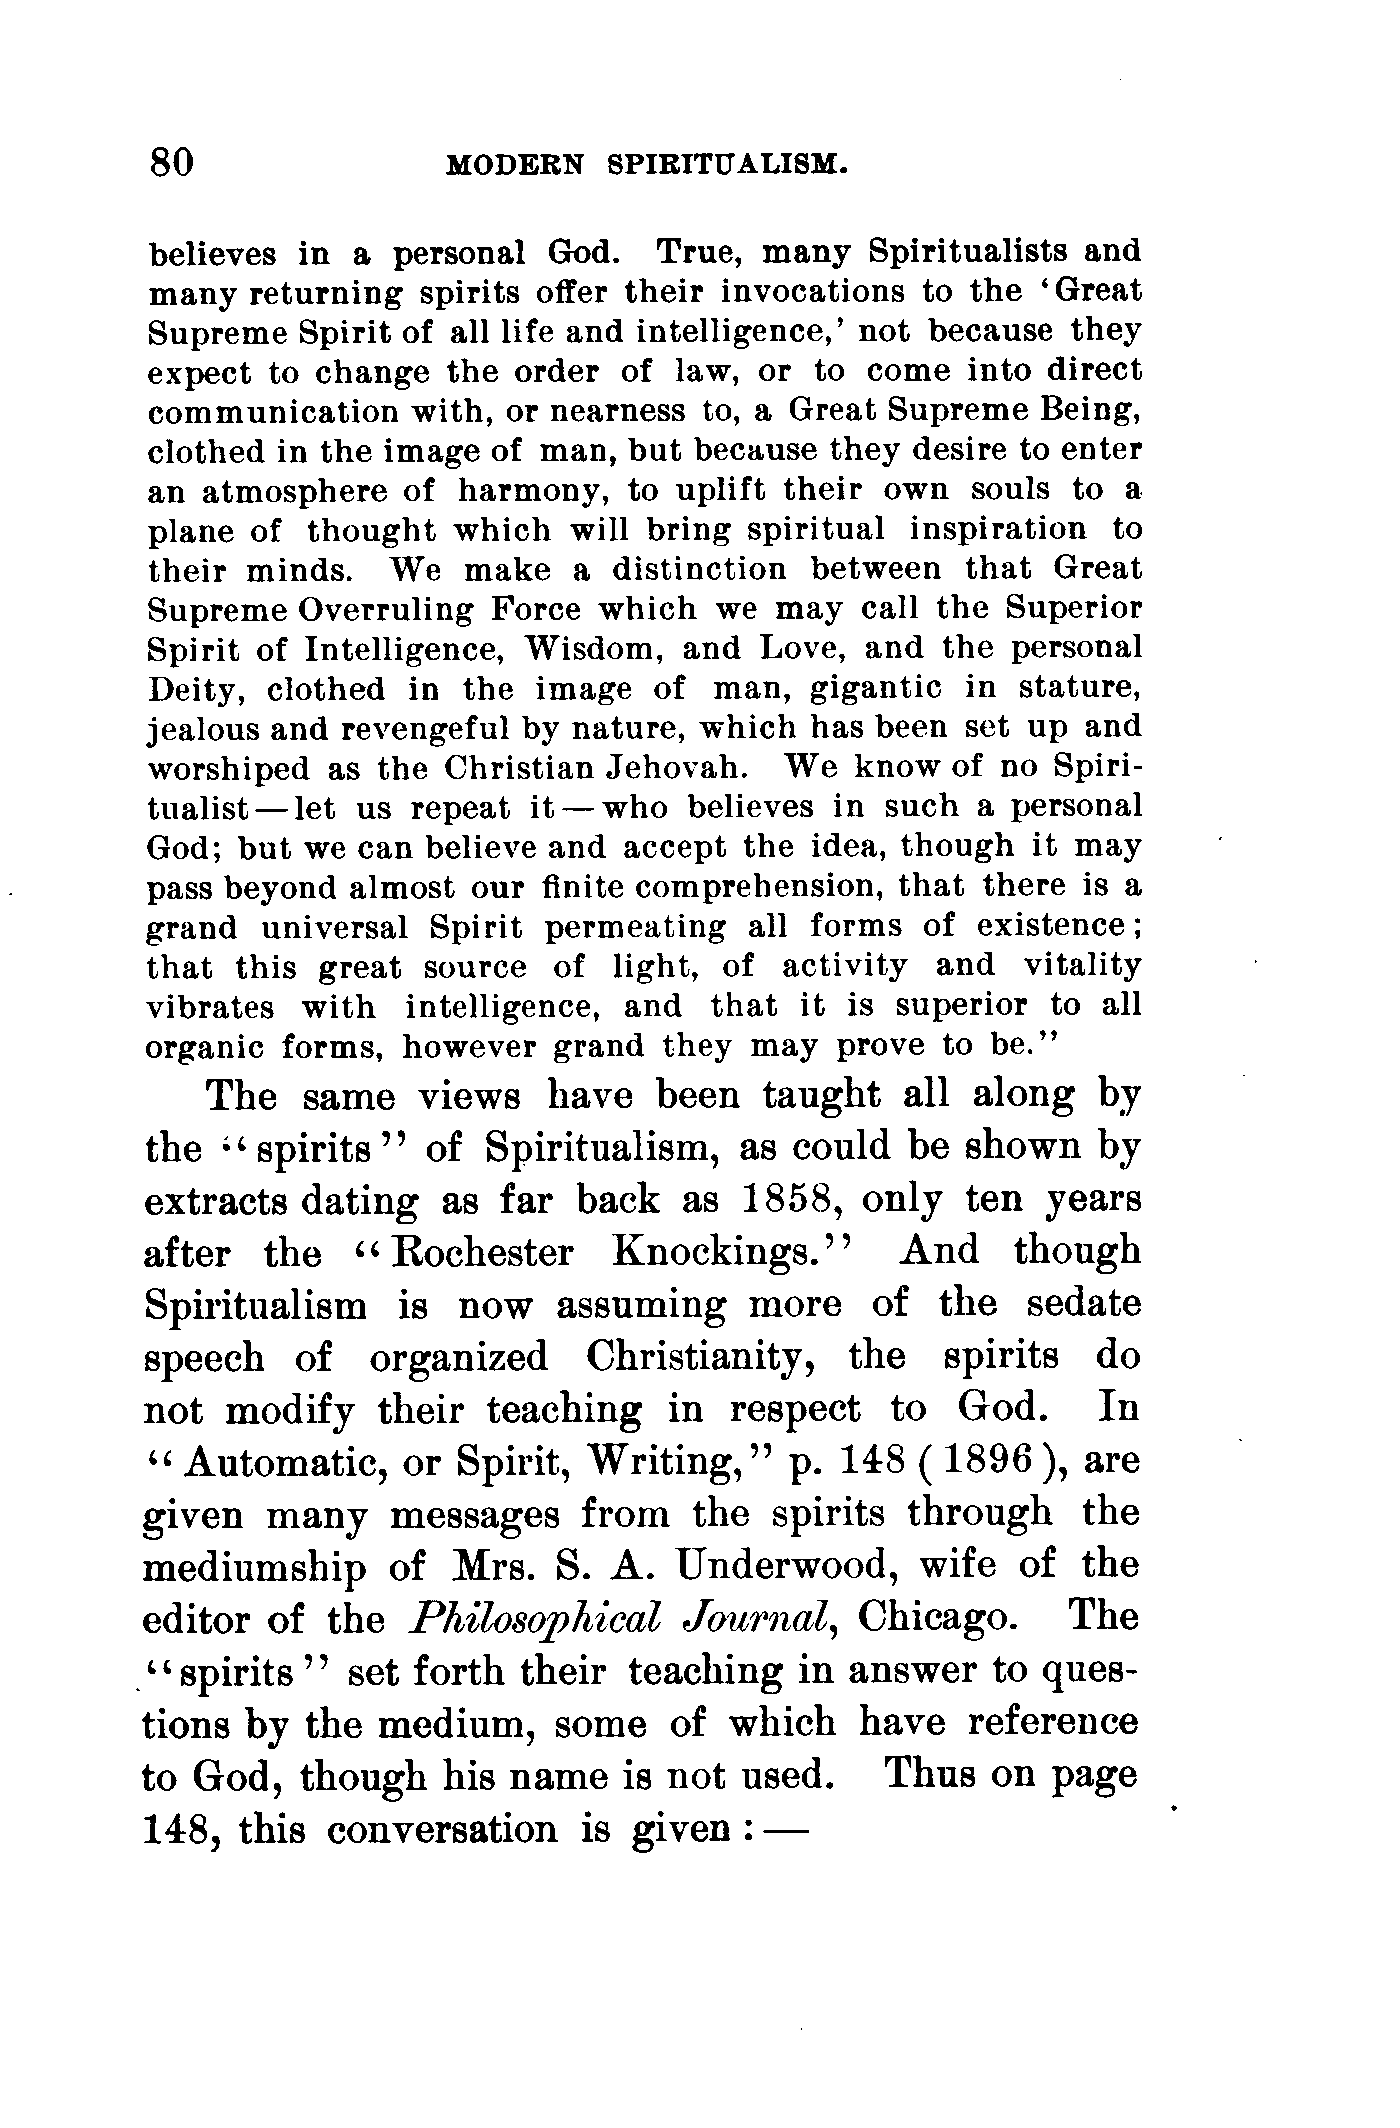 80 MODERN SPIRITUALISM.
believes in a personal God. True, many Spiritualists and
many returning spirits offer their invocations to the ‘Great
Supreme Spirit of all life and intelligence,’ not because they
expect to change the order of law, or to come into direct
communication with, or nearness to, a Great Supreme Being,
clothed in the image of man, but because they desire to enter
an atmosphere of harmony, to uplift their own souls to a
plane of thought which will bring spiritual inspiration to
their minds. We make a distinction between that Great
Supreme Overruling Force which we may call the Superior
Spirit of Intelligence, Wisdom, and Love, and the personal
Deity, clothed in the image of man, gigantic in stature,
jealous and revengeful by nature, which has been set up and
worshiped as the Christian Jehovah. We know of no Spiri-
tualist — let us repeat it — who believes in such a personal
God; but we can believe and accept the idea, though it may
pass beyond almost our finite comprehension, that there is a
grand universal Spirit permeating all forms of existence;
that this great source of light, of activity and vitality
vibrates with intelligence, and that it is superior to all
organic forms, however grand they may prove to be.”
The same views have been taught all along by
the “spirits” of Spiritualism, as could be shown by
extracts dating as far back as 1858, only ten years
after the “Rochester Knockings.” And though
Spiritualism is now assuming more of the sedate
speech of organized Christianity, the spirits do
not modify their teaching in respect to God. In
“Automatic, or Spirit, Writing,” p. 148 (1896), are
given many messages from the spirits through the
mediumship of Mrs. S. A. Underwood, wife of the
editor of the Philosophical Journal, Chicago. The
“spirits” set forth their teaching in answer to ques-
tions by the medium, some of which have reference
to God, though his name is not used. Thus on page
148, this conversation is given : —